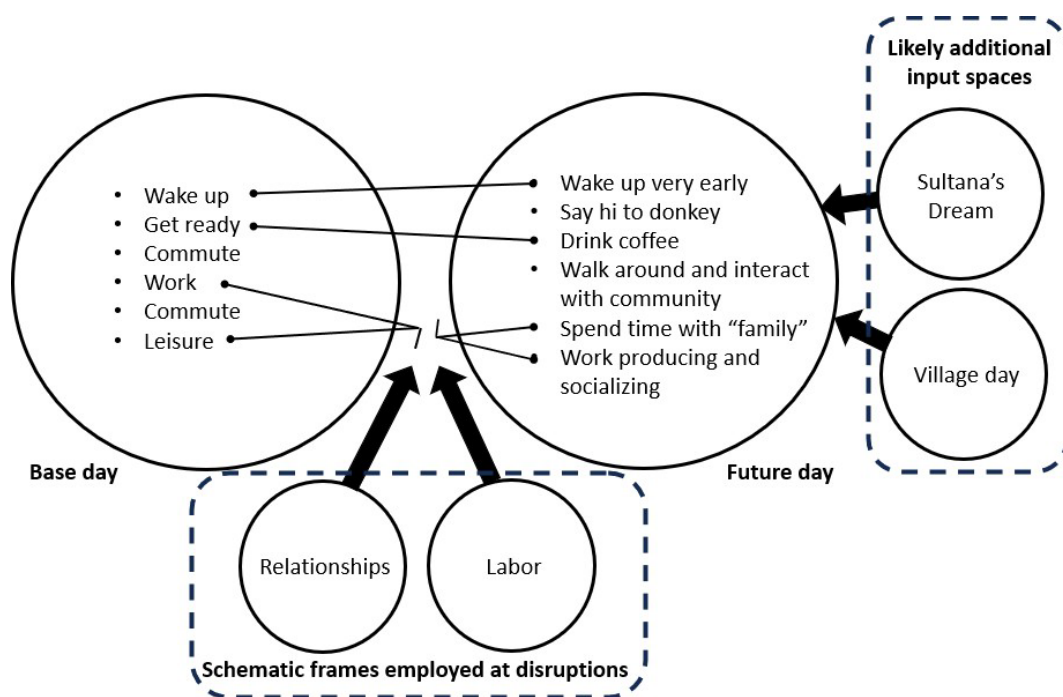 Likely additional
input spaces
• Wake up
• Get ready
• Commute
• Work
• Commute
• Leisure
Base day
• Wake up very early
• Say hi to donkey
• Drink coffee
• Walk around and interact
with community
• Spend time with “family”
• Work producing and
socializing
Future day
Sultana’s
Dream
Village day
Relationships
Labor
Schematic frames employed at disruptions